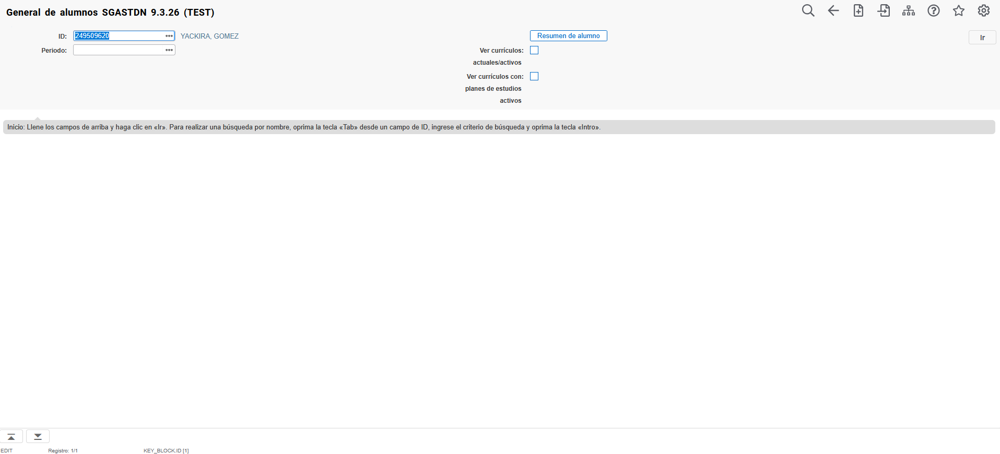 General de alumnos SGASTDN 9.3.26 (TEST)
ID: 249509620 ••• YACKIRA, GOMEZ
Resumen de alumno
Ir
Periodo: •••
Ver currículos:
actuales/activos
Ver currículos con:
planes de estudios
activos
Inicio: Llene los campos de arriba y haga clic en «Ir». Para realizar una búsqueda por nombre, oprima la tecla «Tab» desde un campo de ID, ingrese el criterio de búsqueda y oprima la tecla «Intro».
EDIT Registro: 1/1 KEY_BLOCK.ID [1]